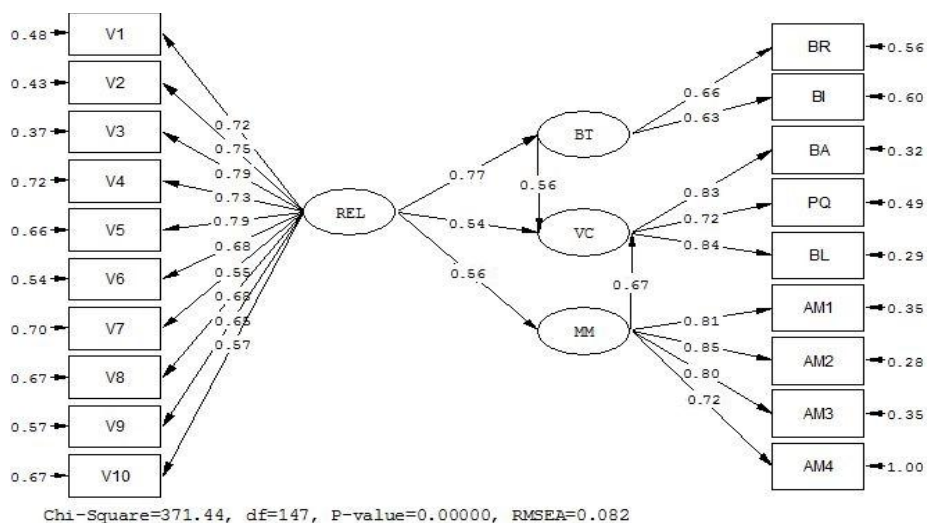 0.48 V1
0.43 V2
0.37 V3
0.72 V4
0.66 V5
0.54 V6
0.70 V7
0.67 V8
0.57 V9
0.67 V10
0.72
0.75
0.79
0.73
0.79
0.68
0.55
0.68
0.65
0.57
REL
0.77
0.54
0.56
BT
0.56
VC
0.67
MM
0.66
0.63
0.83
0.72
0.84
0.81
0.85
0.80
0.72
BR 0.56
BI 0.60
BA 0.32
PQ 0.49
BL 0.29
AM1 0.35
AM2 0.28
AM3 0.35
AM4 1.00
Chi-Square=371.44, df=147, P-value=0.00000, RMSEA=0.082